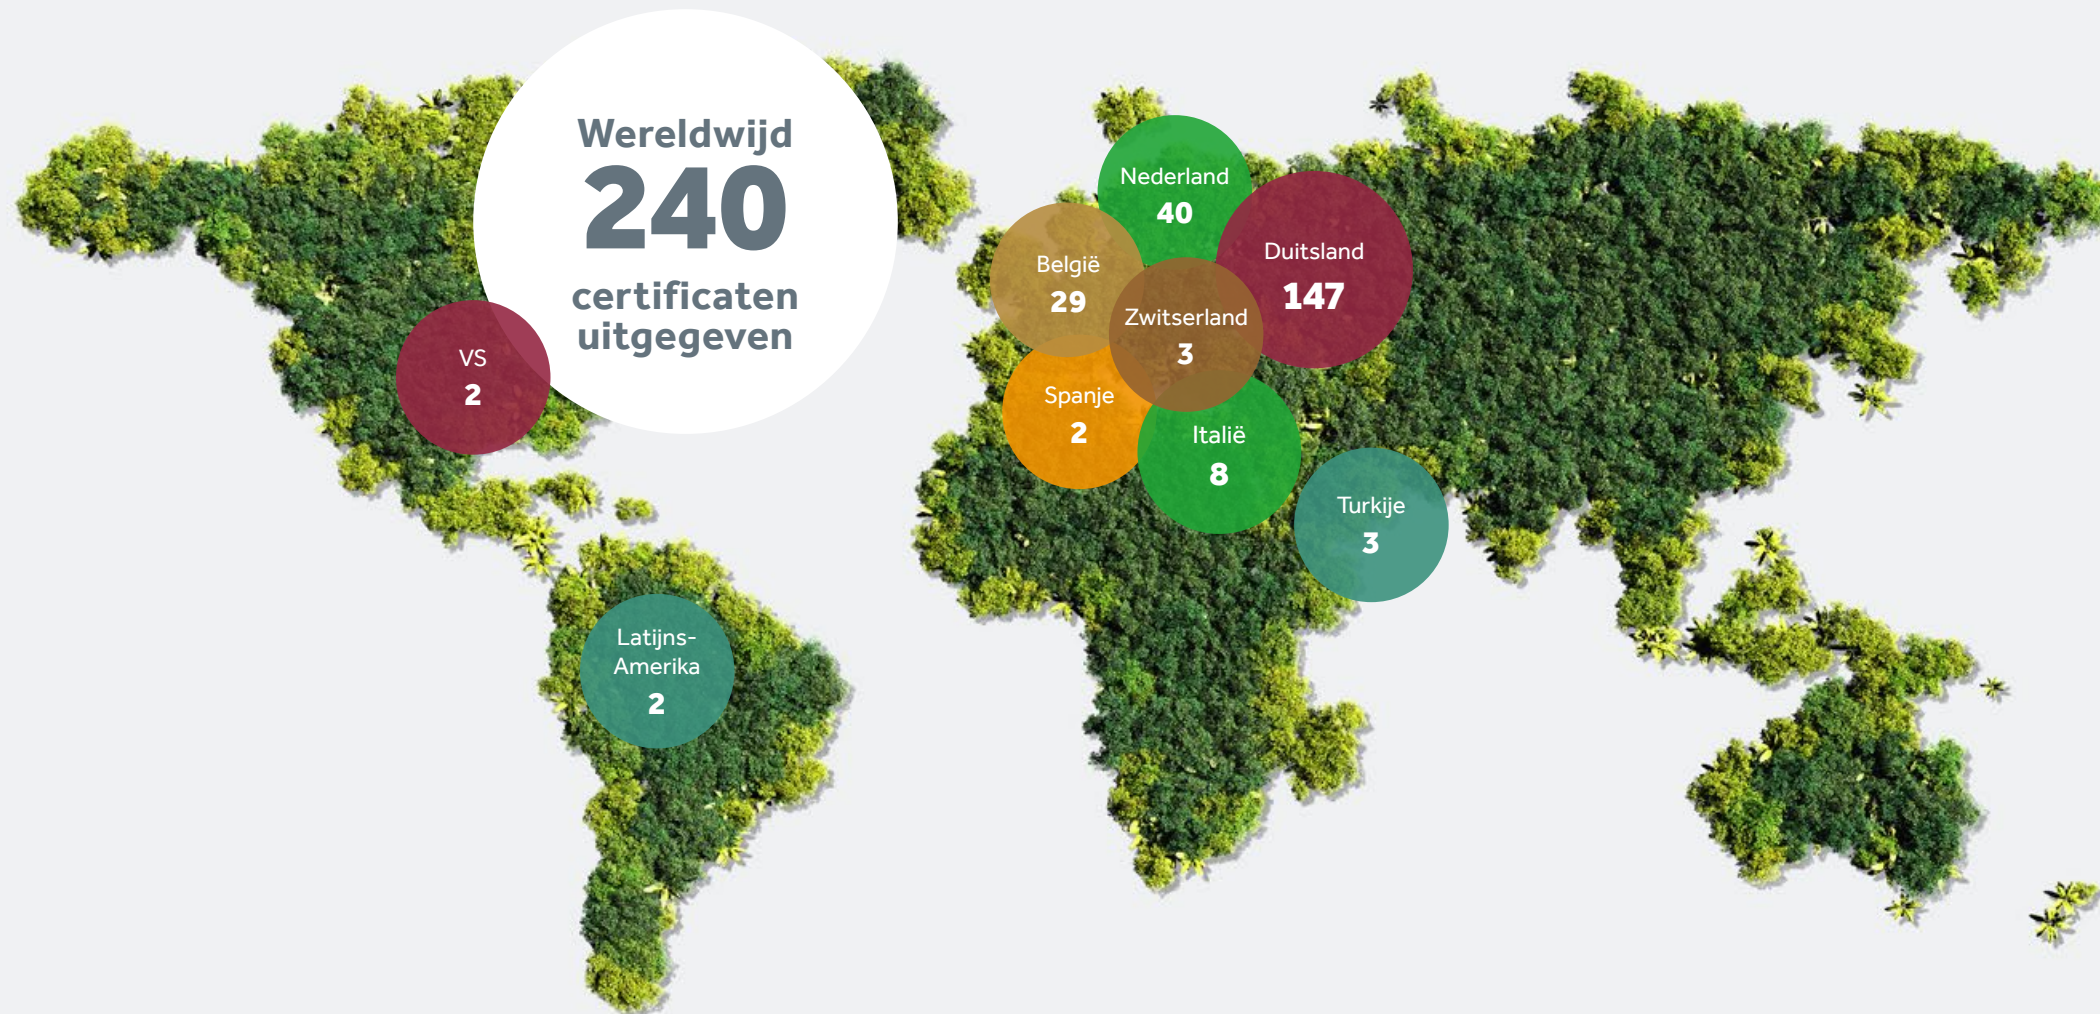 Wereldwijd
240
certificaten
uitgegeven
VS
2
Latijns-
Amerika
2
Nederland
40
België
29
Duitsland
147
Zwitserland
3
Spanje
2
Italië
8
Turkije
3